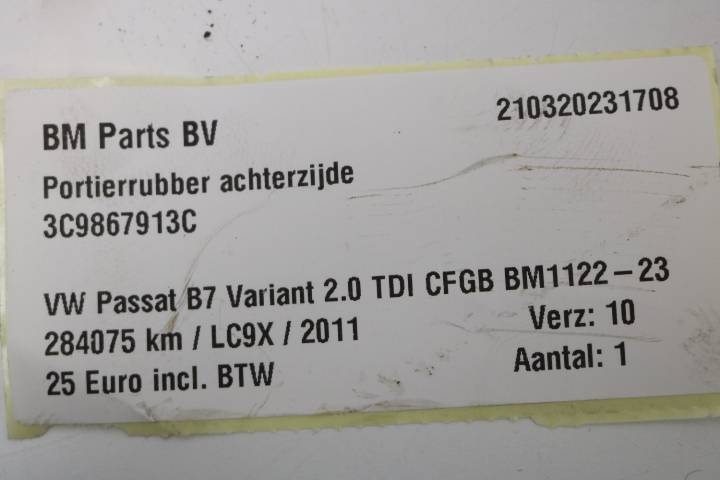 BM Parts BV 210320231708
Portierrubber achterzijde
3C9867913C
VW Passat B7 Variant 2.0 TDI CFGB BM1122-23
284075 km / LC9X / 2011 Verz: 10
25 Euro incl. BTW Aantal: 1